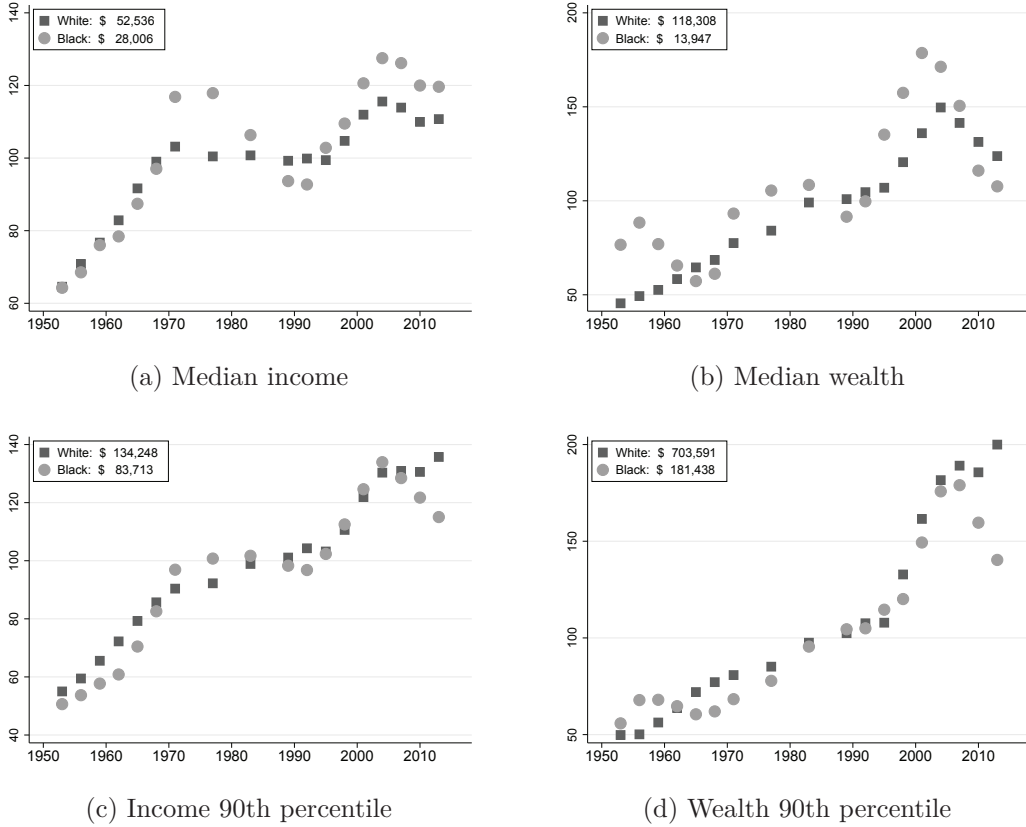 140
120
100
80
60
White: $ 52,536
Black: $ 28,006
1950 1960 1970 1980 1990 2000 2010
(a) Median income
200
150
100
50
White: $ 118,308
Black: $ 13,947
1950 1960 1970 1980 1990 2000 2010
(b) Median wealth
140
120
100
80
60
40
White: $ 134,248
Black: $ 83,713
1950 1960 1970 1980 1990 2000 2010
(c) Income 90th percentile
200
150
100
50
White: $ 703,591
Black: $ 181,438
1950 1960 1970 1980 1990 2000 2010
(d) Wealth 90th percentile